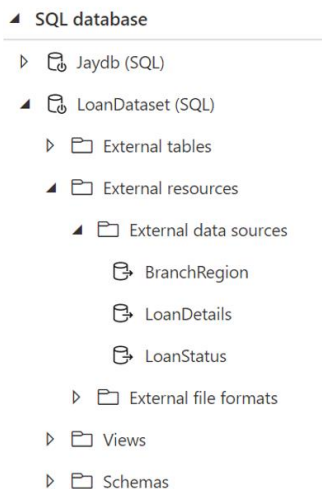 SQL database
Jaydb (SQL)
LoanDataset (SQL)
External tables
External resources
External data sources
BranchRegion
LoanDetails
LoanStatus
External file formats
Views
Schemas